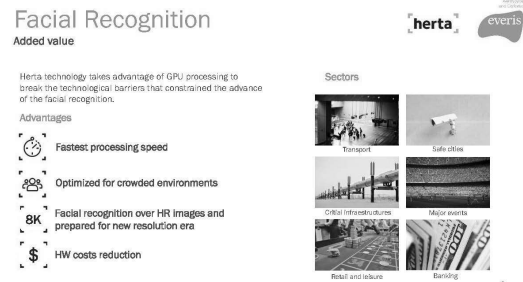 Facial Recognition
Added value
herta
everis
Herta technology takes advantage of GPU processing to
break the technological barriers that constrained the advance
of the facial recognition.
Advantages
Fastest processing speed
Optimized for crowded environments
8K
Facial recognition over HR images and
prepared for new resolution era
$
HW costs reduction
Sectors
Transport
Safe cities
Critial Infraestructures
Major events
Retail and leisure
Banking